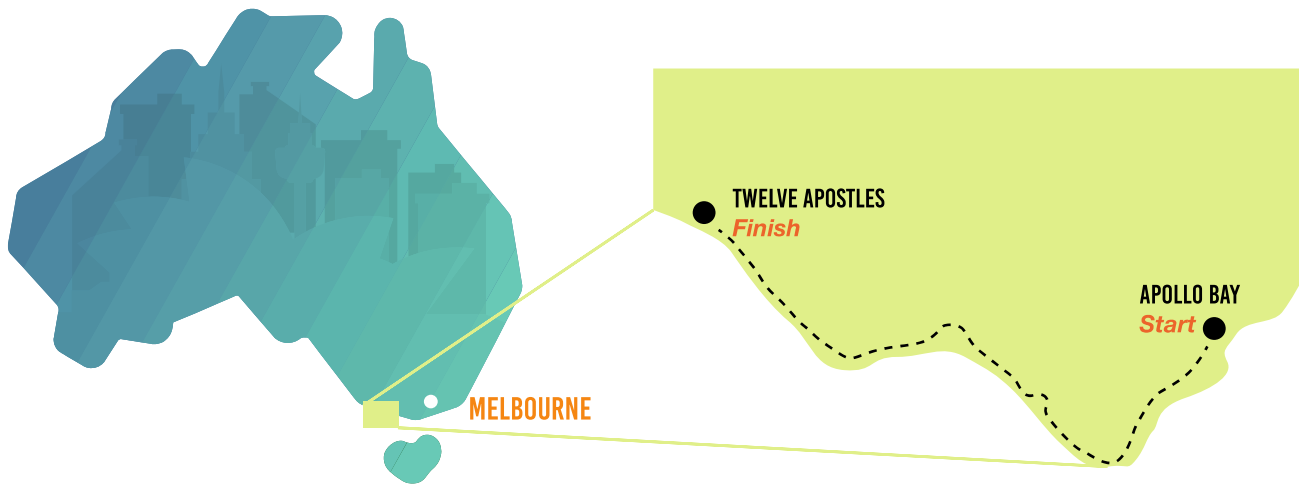 TWELVE APOSTLES
Finish
APOLLO BAY
Start
MELBOURNE